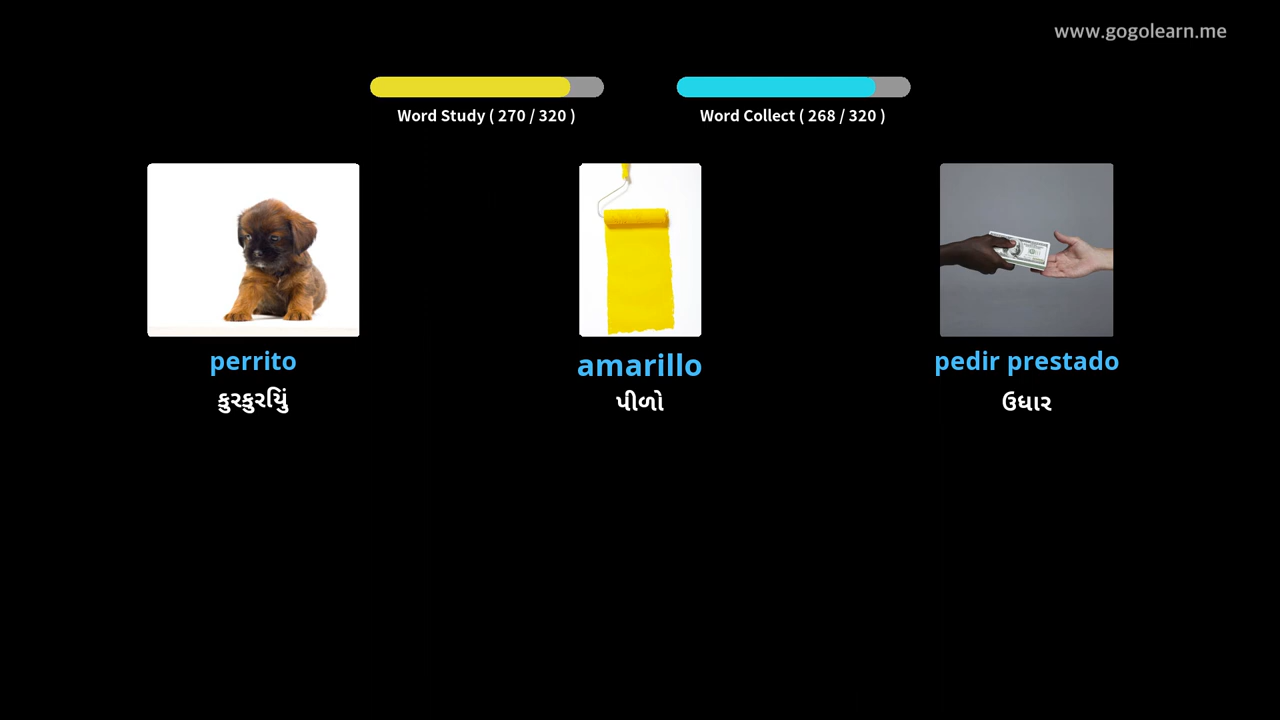 www.gogolearn.me
Word Study ( 270 / 320 )
Word Collect ( 268 / 320 )
perrito
amarillo
pedir prestado
કુરકુરિયું
પીળો
ઉધાર